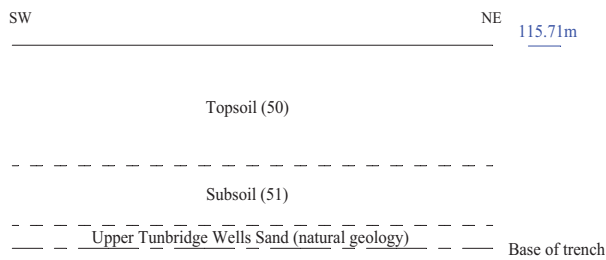 SW
NE
115.71m
Topsoil (50)
Subsoil (51)
Upper Tunbridge Wells Sand (natural geology)
Base of trench